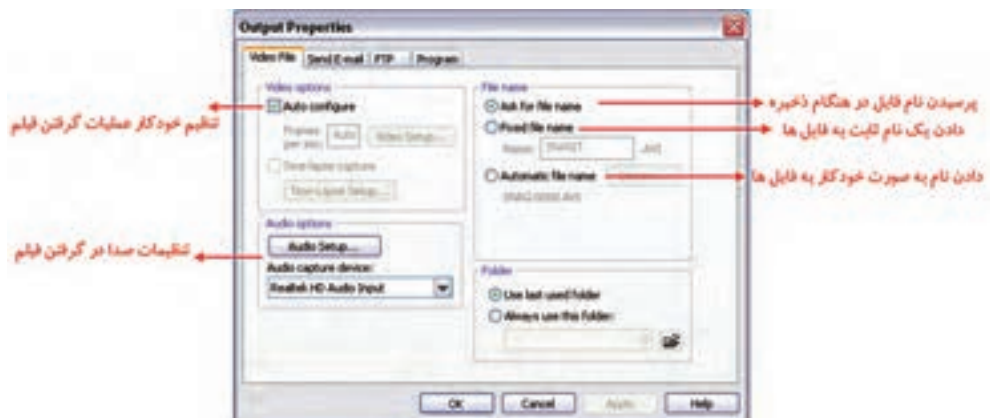 Output Properties
Video File Send E-mail FTP Program
Video options
Auto configure
Frames per sec: Auto Video Setup...
Time-lapse capture
Time-Lapse Setup...
Audio options
Audio Setup...
Audio capture device:
Realtek HD Audio Input
File name
Ask for file name
Fixed file name
Name: .AVI
Automatic file name
Folder
Use last used folder
Always use this folder:
OK Cancel Apply Help
تنظیم خودکار عملیات گرفتن فیلم
تنظیمات صدا در گرفتن فیلم
پرسیدن نام فایل در هنگام ذخیره
دادن یک نام ثابت به فایل ها
دادن نام به صورت خودکار به فایل ها